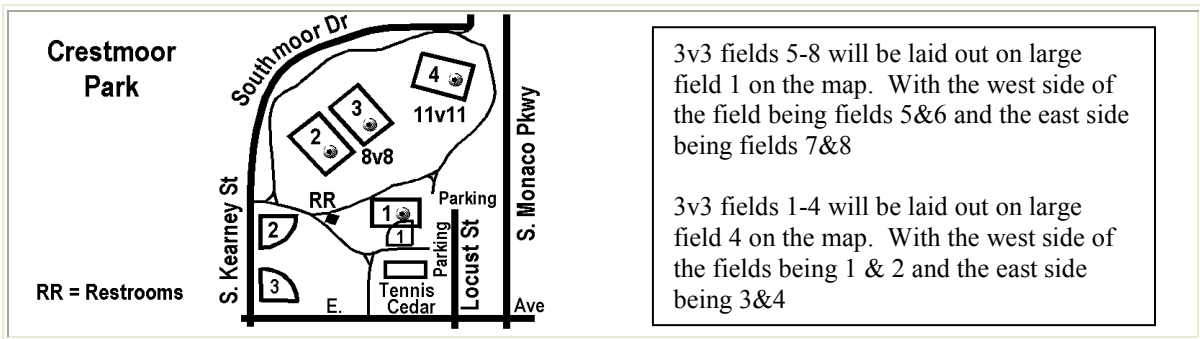 Crestmoor
Park
RR = Restrooms
Southmoor Dr
S. Kearney St
4
11v11
3
2
8v8
RR
Parking
1
1
2
3
Parking
Tennis
Locust St
S. Monaco Pkwy
E. Cedar Ave
3v3 fields 5-8 will be laid out on large
field 1 on the map.  With the west side of
the field being fields 5&6 and the east side
being fields 7&8
3v3 fields 1-4 will be laid out on large
field 4 on the map.  With the west side of
the fields being 1 & 2 and the east side
being 3&4